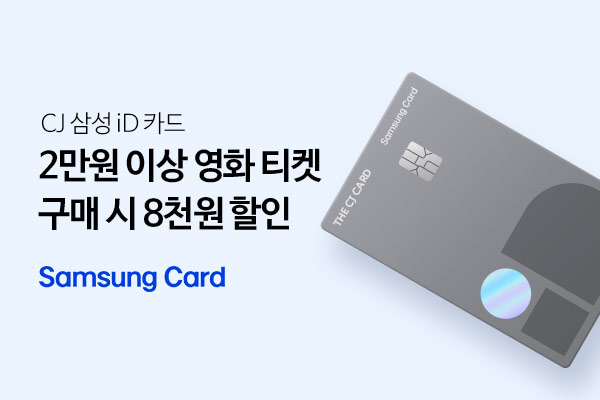 CJ 삼성 iD 카드
2만원 이상 영화 티켓
구매 시 8천원 할인
Samsung Card
THE CJ CARD
Samsung Card